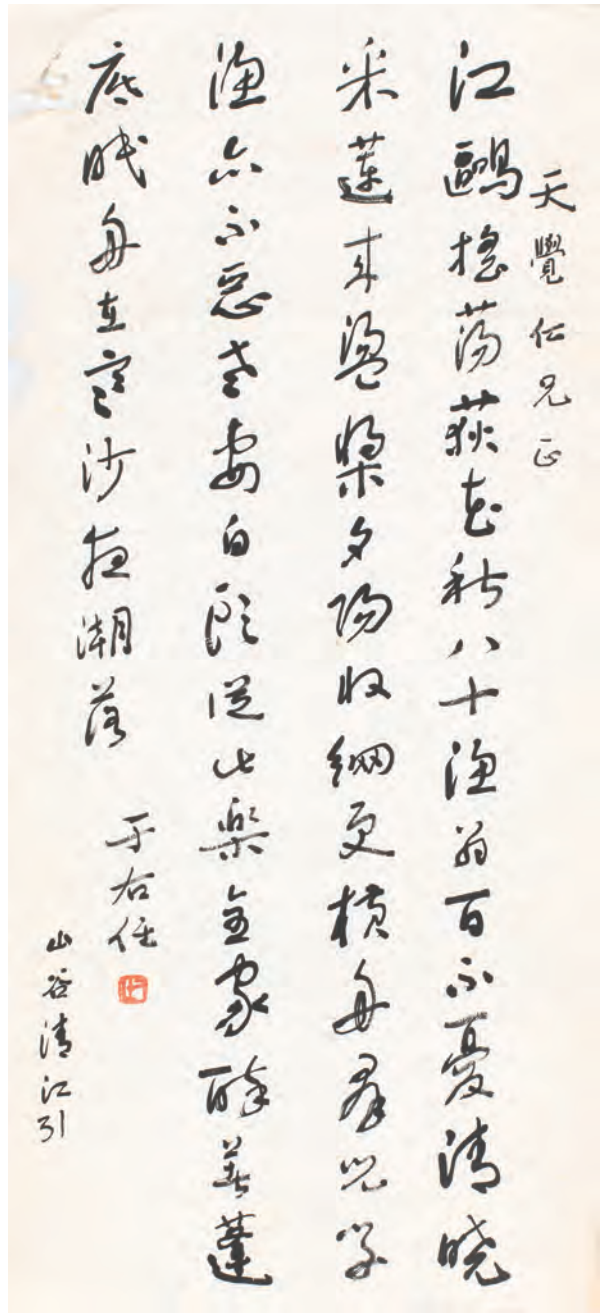 天覺仁兄正
江鷗搖蕩荻花秋八十漁翁百不憂清曉
采蓮来盪槳夕陽收網更橫舟群兒學
漁亦不惡老妻白頭從此樂全家醉著蓬
底眠舟在寒沙夜潮落
于右任
山谷清江引